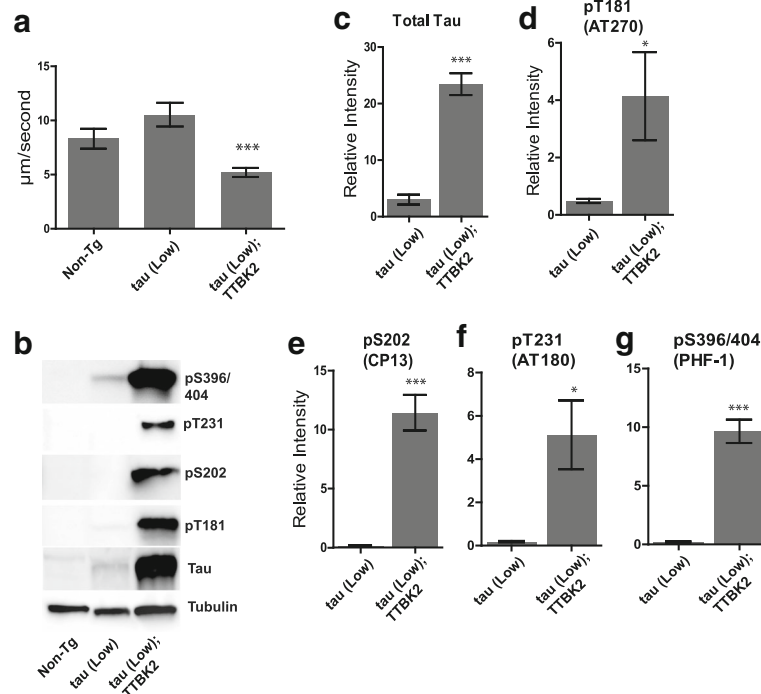 a
µm/second
15
10
5
0
***
Non-Tg
tau (Low)
tau (Low);
TTBK2
c
Total Tau
Relative Intensity
30
20
10
0
***
tau (Low)
tau (Low);
TTBK2
d
pT181
(AT270)
Relative Intensity
6
4
2
0
*
tau (Low)
tau (Low);
TTBK2
b
pS396/
404
pT231
pS202
pT181
Tau
Tubulin
Non-Tg
tau (Low)
tau (Low);
TTBK2
e
pS202
(CP13)
Relative Intensity
15
10
5
0
***
tau (Low)
tau (Low);
TTBK2
f
pT231
(AT180)
8
6
4
2
0
*
tau (Low)
tau (Low);
TTBK2
g
pS396/404
(PHF-1)
15
10
5
0
***
tau (Low)
tau (Low);
TTBK2